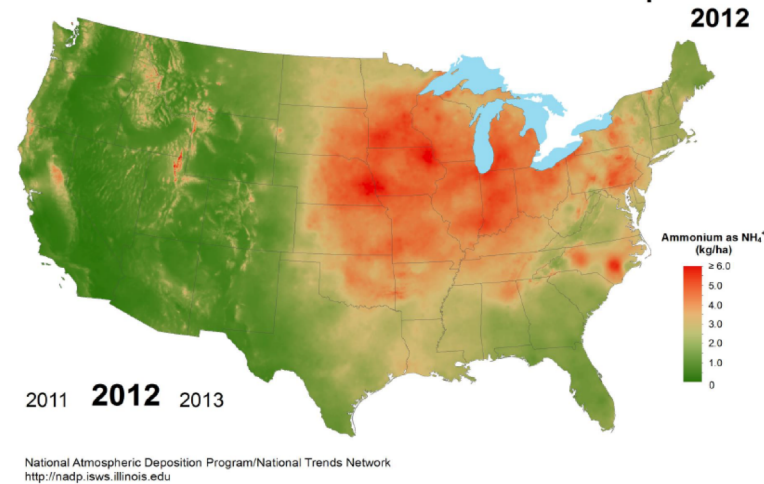 2012
Ammonium as NH₄⁺
(kg/ha)
≥ 6.0
5.0
4.0
3.0
2.0
1.0
0
2011 2012 2013
National Atmospheric Deposition Program/National Trends Network
http://nadp.isws.illinois.edu